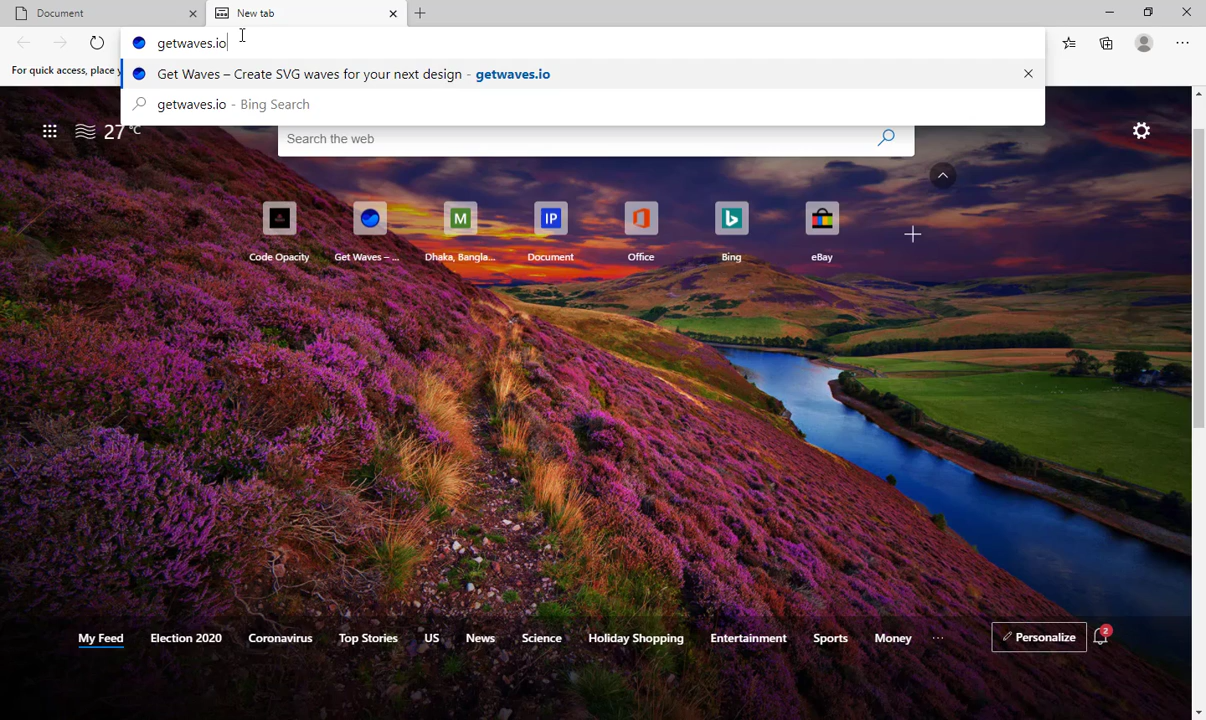 Document
New tab
getwaves.io
For quick access, place y
Get Waves – Create SVG waves for your next design - getwaves.io
getwaves.io - Bing Search
27 °C
Search the web
M
IP
Code Opacity
Get Waves – ...
Dhaka, Bangla...
Document
Office
Bing
eBay
My Feed
Election 2020
Coronavirus
Top Stories
US
News
Science
Holiday Shopping
Entertainment
Sports
Money
...
Personalize
2